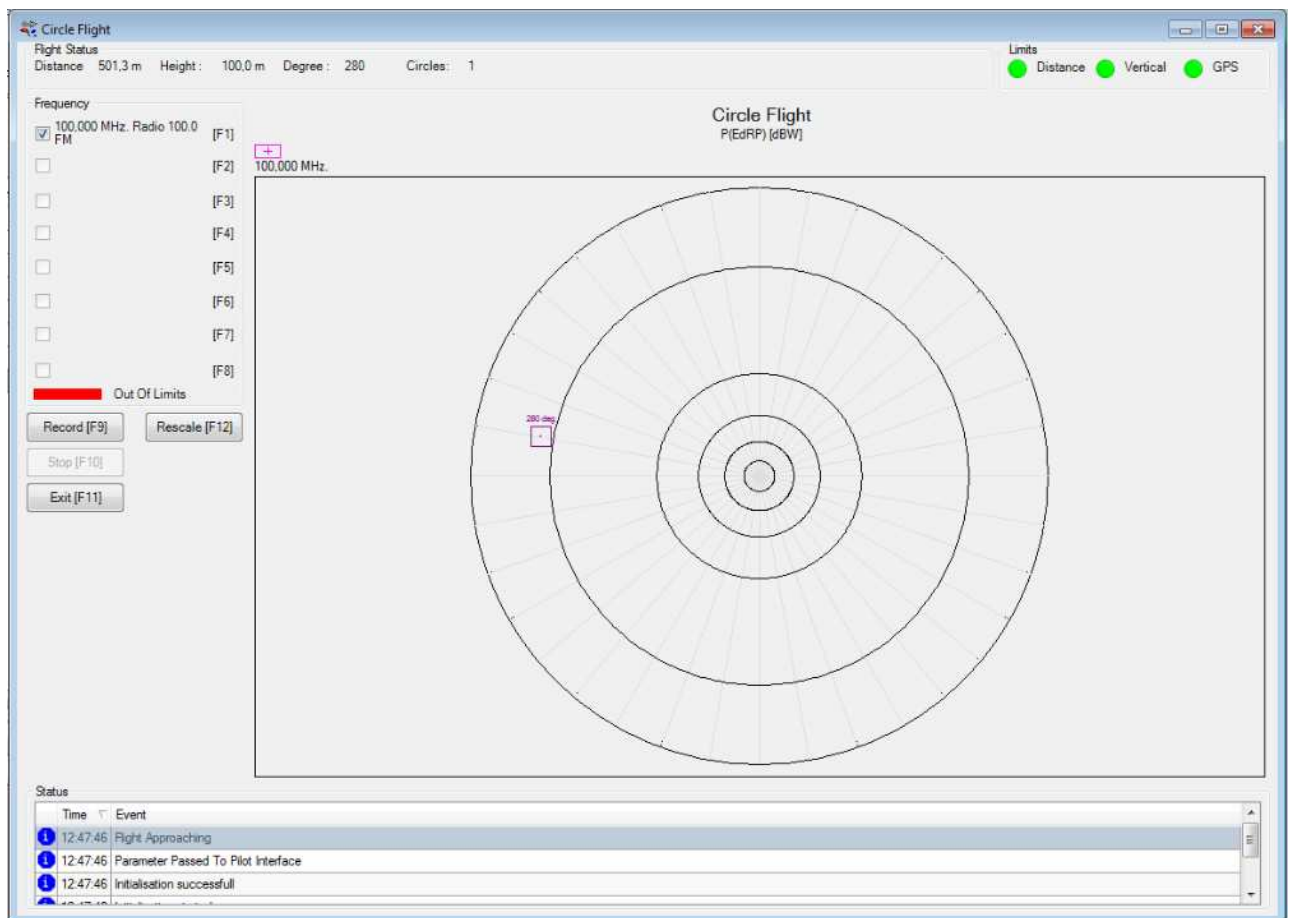 Circle Flight
Flight Status
Distance 501,3 m Height : 100,0 m Degree : 280 Circles: 1
Limits
Distance Vertical GPS
Frequency
100.000 MHz. Radio 100.0 FM [F1]
[F2]
[F3]
[F4]
[F5]
[F6]
[F7]
[F8]
Out Of Limits
Record [F9] Rescale [F12]
Stop [F10]
Exit [F11]
Circle Flight
P(EdRP) [dBW]
100,000 MHz.
280 deg
Status
Time Event
12:47:46 Flight Approaching
12:47:46 Parameter Passed To Pilot Interface
12:47:46 Initialisation successfull